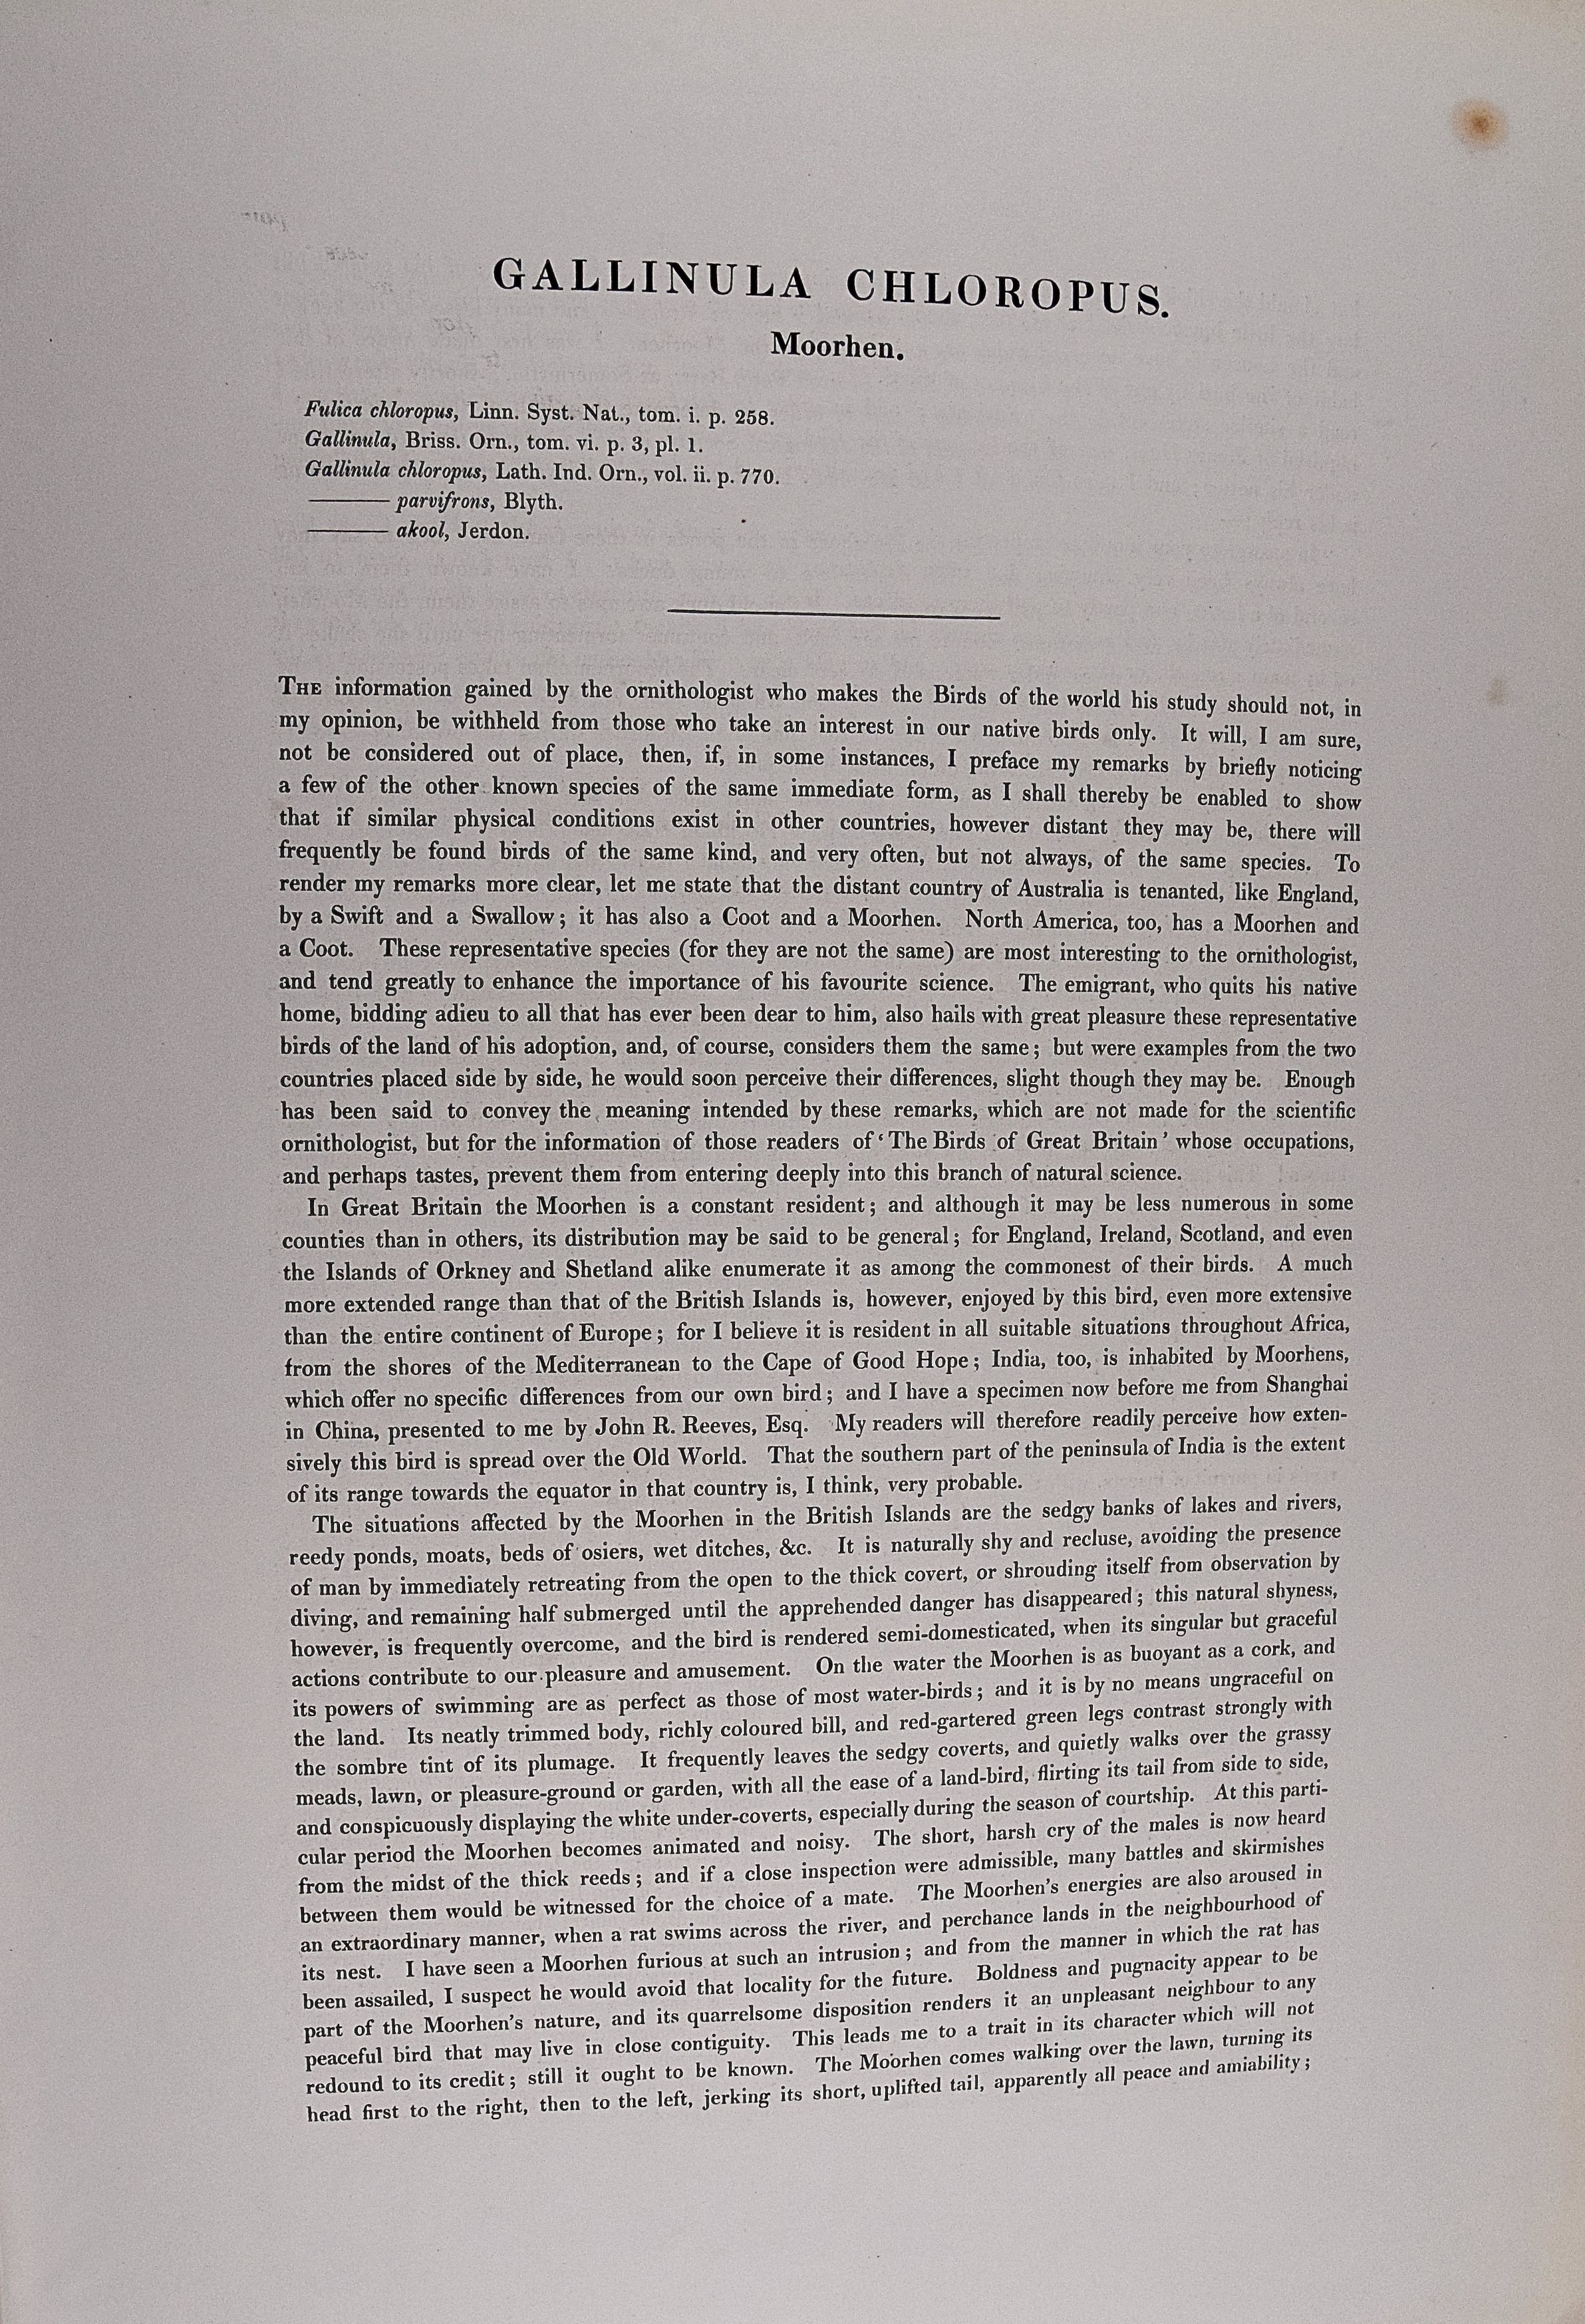 GALLINULA CHLOROPUS.
Moorhen.
Fulica chloropus, Linn. Syst. Nat., tom. i. p. 258.
Gallinula, Briss. Orn., tom. vi. p. 3, pl. 1.
Gallinula chloropus, Lath. Ind. Orn., vol. ii. p. 770.
——— parvifrons, Blyth.
——— akool, Jerdon.
THE information gained by the ornithologist who makes the Birds of the world his study should not, in
my opinion, be withheld from those who take an interest in our native birds only. It will, I am sure,
not be considered out of place, then, if, in some instances, I preface my remarks by briefly noticing
a few of the other known species of the same immediate form, as I shall thereby be enabled to show
that if similar physical conditions exist in other countries, however distant they may be, there will
frequently be found birds of the same kind, and very often, but not always, of the same species. To
render my remarks more clear, let me state that the distant country of Australia is tenanted, like England,
by a Swift and a Swallow; it has also a Coot and a Moorhen. North America, too, has a Moorhen and
a Coot. These representative species (for they are not the same) are most interesting to the ornithologist,
and tend greatly to enhance the importance of his favourite science. The emigrant, who quits his native
home, bidding adieu to all that has ever been dear to him, also hails with great pleasure these representative
birds of the land of his adoption, and, of course, considers them the same; but were examples from the two
countries placed side by side, he would soon perceive their differences, slight though they may be. Enough
has been said to convey the meaning intended by these remarks, which are not made for the scientific
ornithologist, but for the information of those readers of ‘The Birds of Great Britain’ whose occupations,
and perhaps tastes, prevent them from entering deeply into this branch of natural science.
In Great Britain the Moorhen is a constant resident; and although it may be less numerous in some
counties than in others, its distribution may be said to be general; for England, Ireland, Scotland, and even
the Islands of Orkney and Shetland alike enumerate it as among the commonest of their birds. A much
more extended range than that of the British Islands is, however, enjoyed by this bird, even more extensive
than the entire continent of Europe; for I believe it is resident in all suitable situations throughout Africa,
from the shores of the Mediterranean to the Cape of Good Hope; India, too, is inhabited by Moorhens,
which offer no specific differences from our own bird; and I have a specimen now before me from Shanghai
in China, presented to me by John R. Reeves, Esq. My readers will therefore readily perceive how exten-
sively this bird is spread over the Old World. That the southern part of the peninsula of India is the extent
of its range towards the equator in that country is, I think, very probable.
The situations affected by the Moorhen in the British Islands are the sedgy banks of lakes and rivers,
reedy ponds, moats, beds of osiers, wet ditches, &c. It is naturally shy and recluse, avoiding the presence
of man by immediately retreating from the open to the thick covert, or shrouding itself from observation by
diving, and remaining half submerged until the apprehended danger has disappeared; this natural shyness,
however, is frequently overcome, and the bird is rendered semi-domesticated, when its singular but graceful
actions contribute to our pleasure and amusement. On the water the Moorhen is as buoyant as a cork, and
its powers of swimming are as perfect as those of most water-birds; and it is by no means ungraceful on
the land. Its neatly trimmed body, richly coloured bill, and red-gartered green legs contrast strongly with
the sombre tint of its plumage. It frequently leaves the sedgy coverts, and quietly walks over the grassy
meads, lawn, or pleasure-ground or garden, with all the ease of a land-bird, flirting its tail from side to side,
and conspicuously displaying the white under-coverts, especially during the season of courtship. At this parti-
cular period the Moorhen becomes animated and noisy. The short, harsh cry of the males is now heard
from the midst of the thick reeds; and if a close inspection were admissible, many battles and skirmishes
between them would be witnessed for the choice of a mate. The Moorhen's energies are also aroused in
an extraordinary manner, when a rat swims across the river, and perchance lands in the neighbourhood of
its nest. I have seen a Moorhen furious at such an intrusion; and from the manner in which the rat has
been assailed, I suspect he would avoid that locality for the future. Boldness and pugnacity appear to be
part of the Moorhen's nature, and its quarrelsome disposition renders it an unpleasant neighbour to any
peaceful bird that may live in close contiguity. This leads me to a trait in its character which will not
redound to its credit; still it ought to be known. The Moorhen comes walking over the lawn, turning its
head first to the right, then to the left, jerking its short, uplifted tail, apparently all peace and amiability;